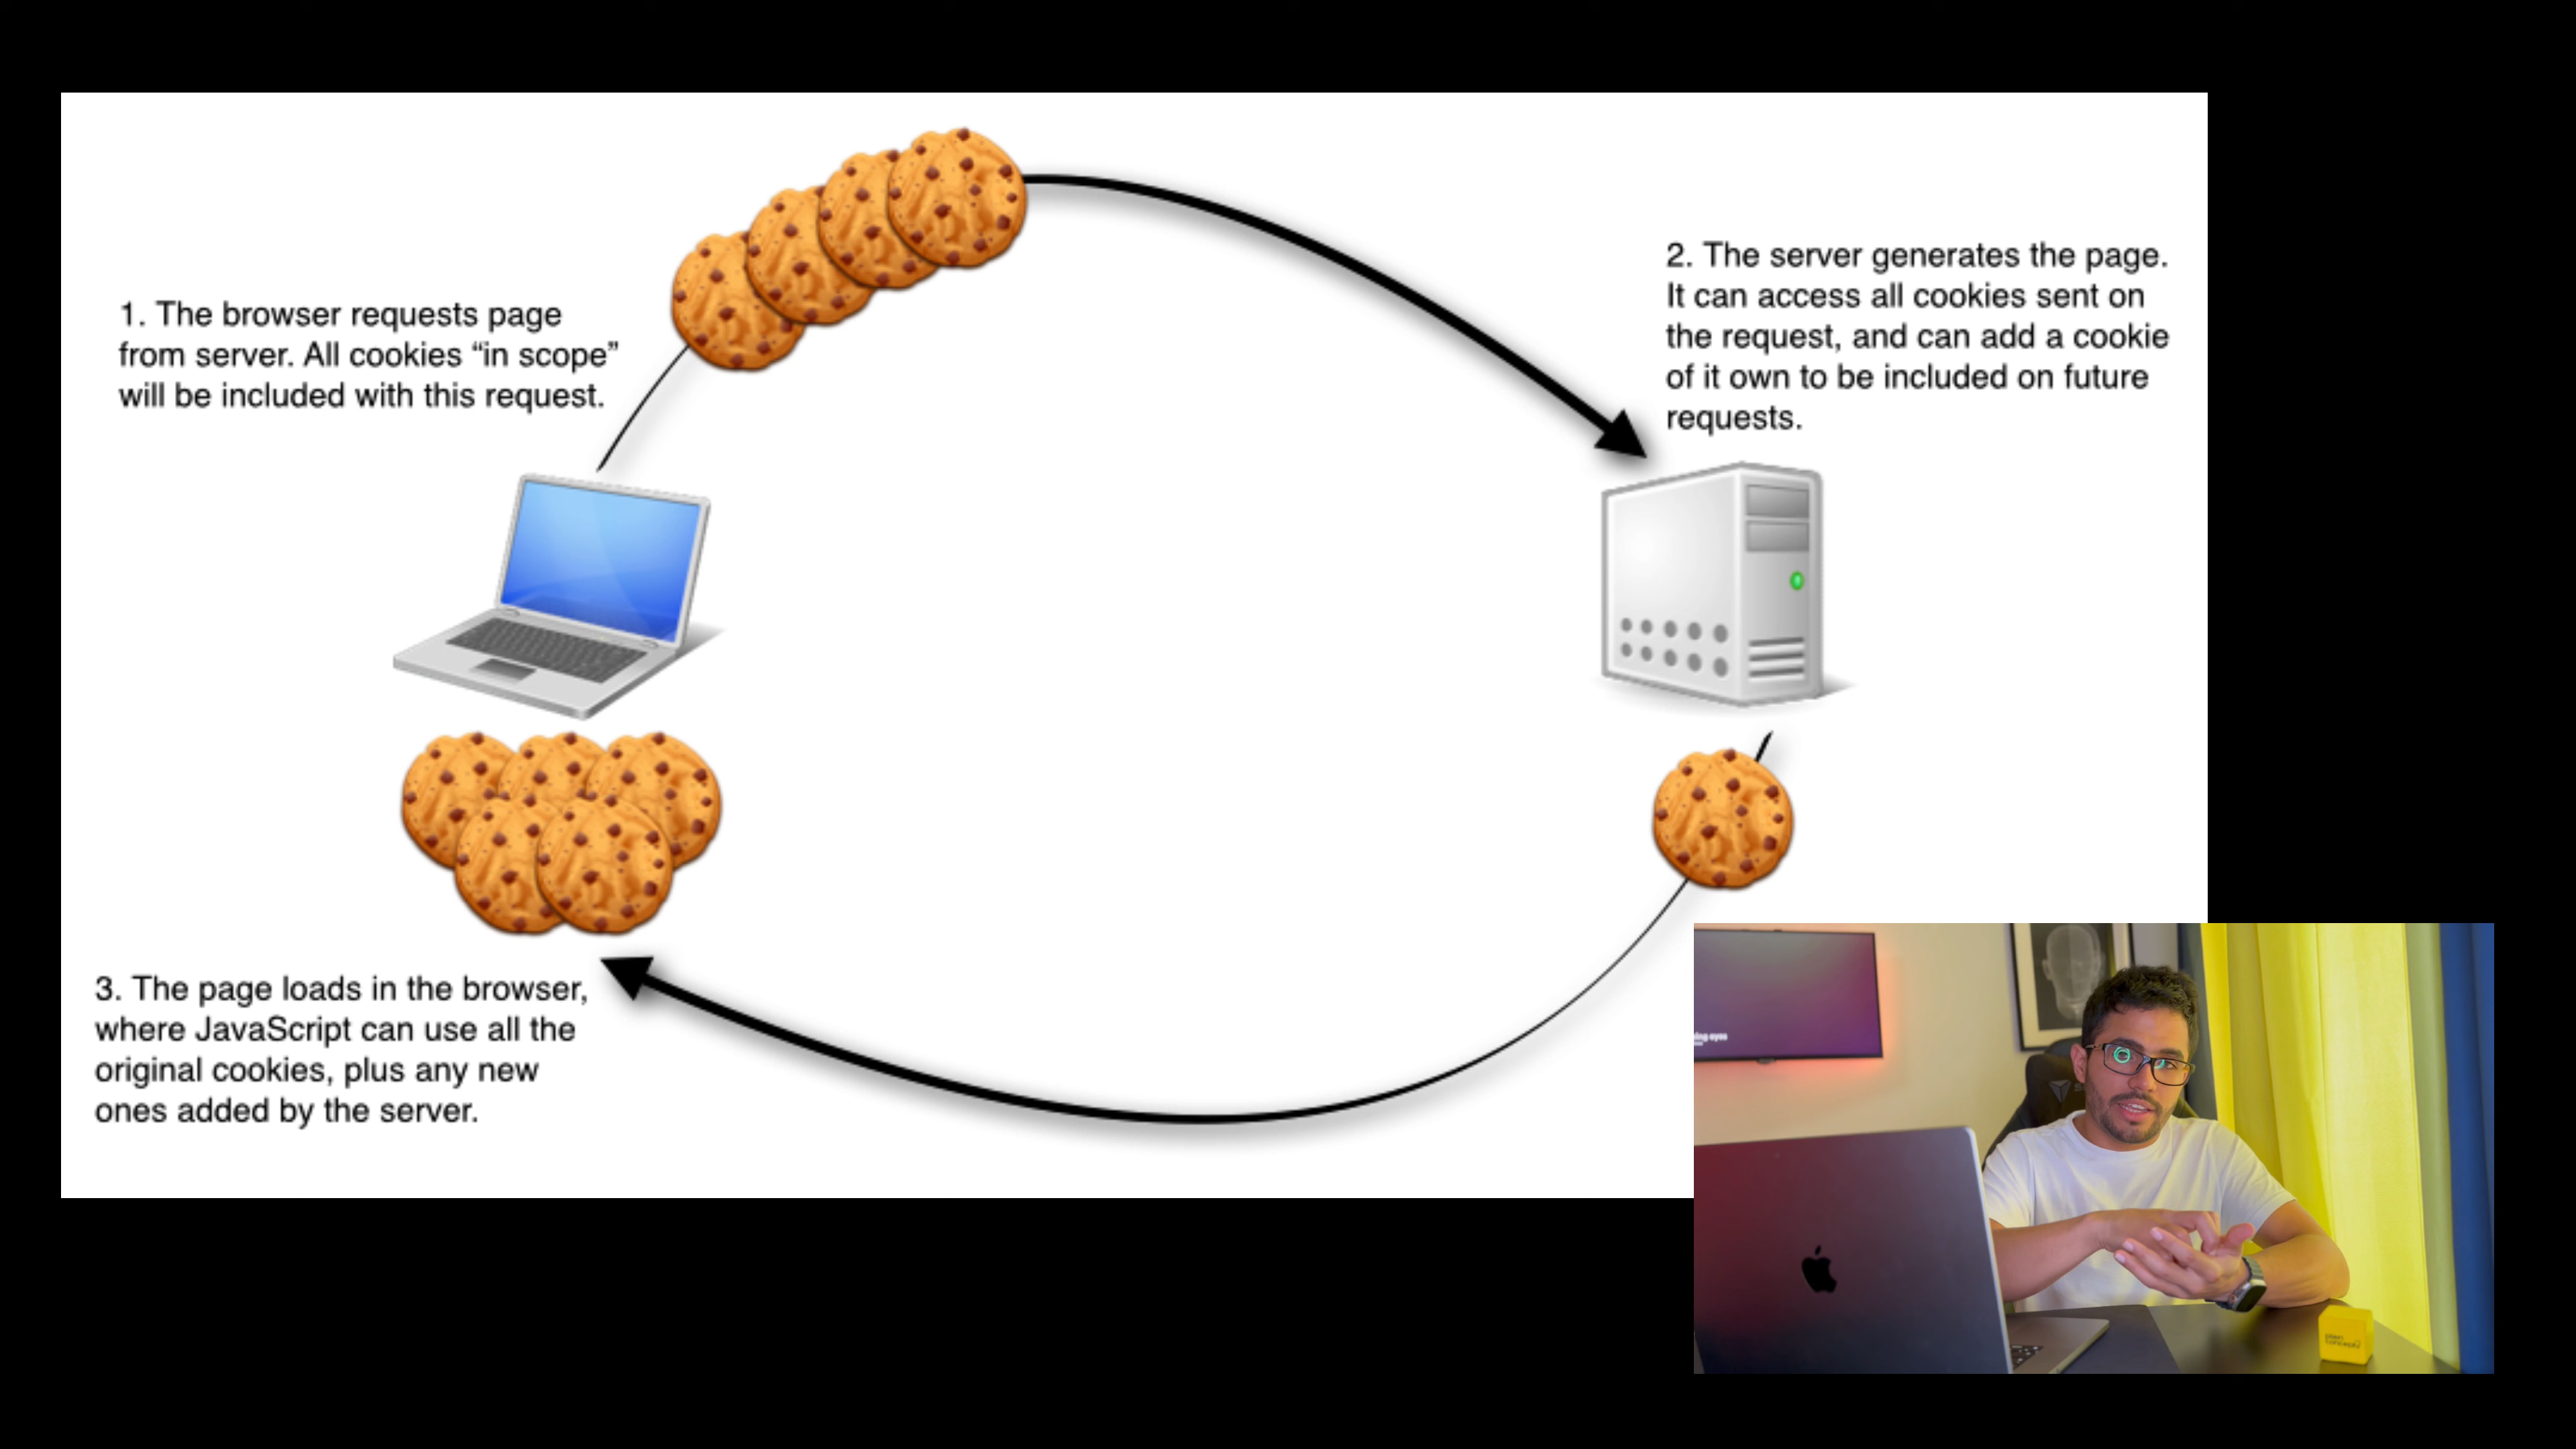 1. The browser requests page
from server. All cookies “in scope”
will be included with this request.
2. The server generates the page.
It can access all cookies sent on
the request, and can add a cookie
of it own to be included on future
requests.
3. The page loads in the browser,
where JavaScript can use all the
original cookies, plus any new
ones added by the server.
plain
concepts